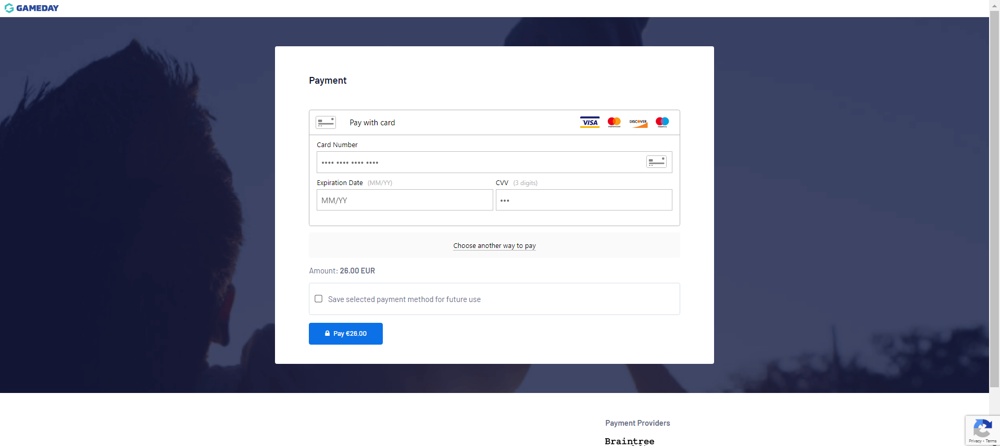 GAMEDAY
Payment
Pay with card
VISA
mastercard
DISCOVER
maestro
Card Number
•••• •••• •••• ••••
Expiration Date (MM/YY)
CVV (3 digits)
MM/YY
•••
Choose another way to pay
Amount: 26.00 EUR
Save selected payment method for future use
Pay €26.00
Payment Providers
Braintree
Privacy - Terms